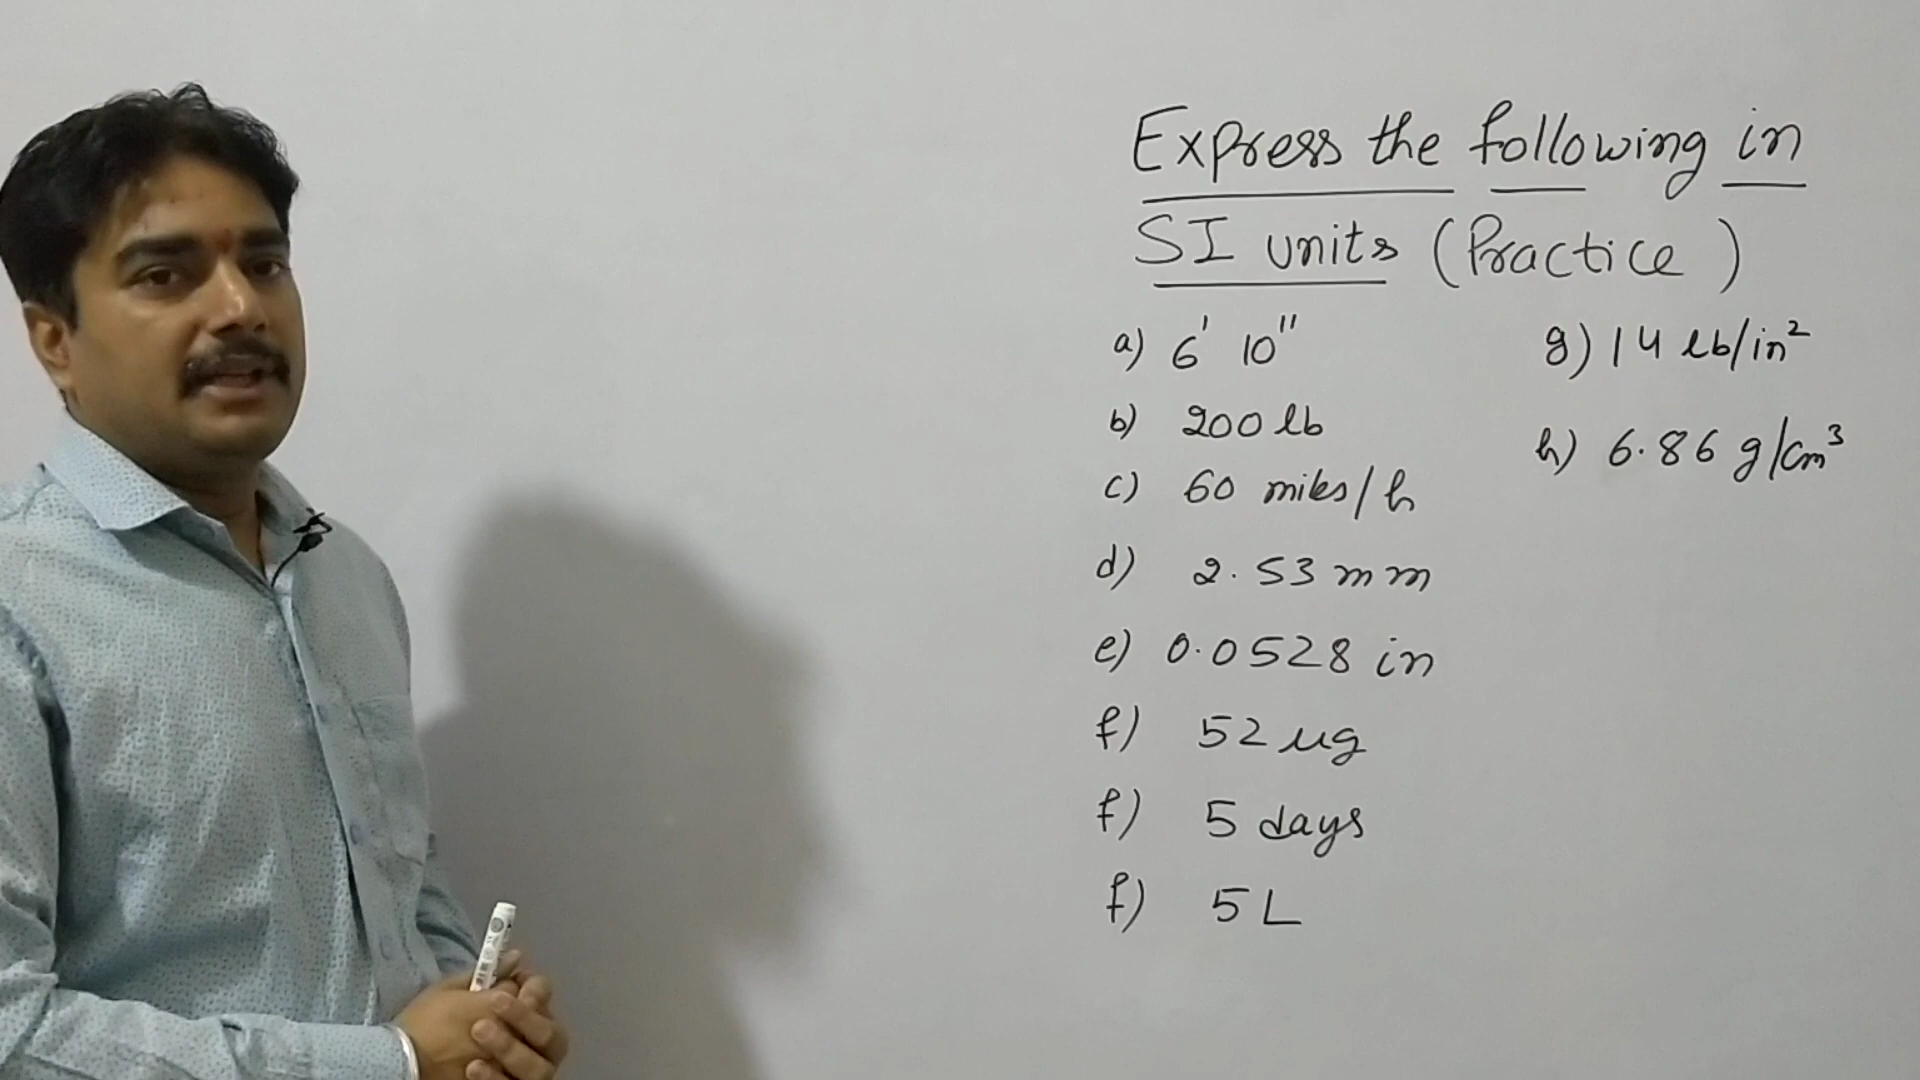 Express the following in
SI units (Practice)
a) 6' 10"
b) 200 lb
c) 60 miles/h
d) 2.53 mm
e) 0.0528 in
f) 52 µg
f) 5 days
f) 5 L
g) 14 lb/in²
h) 6.86 g/cm³